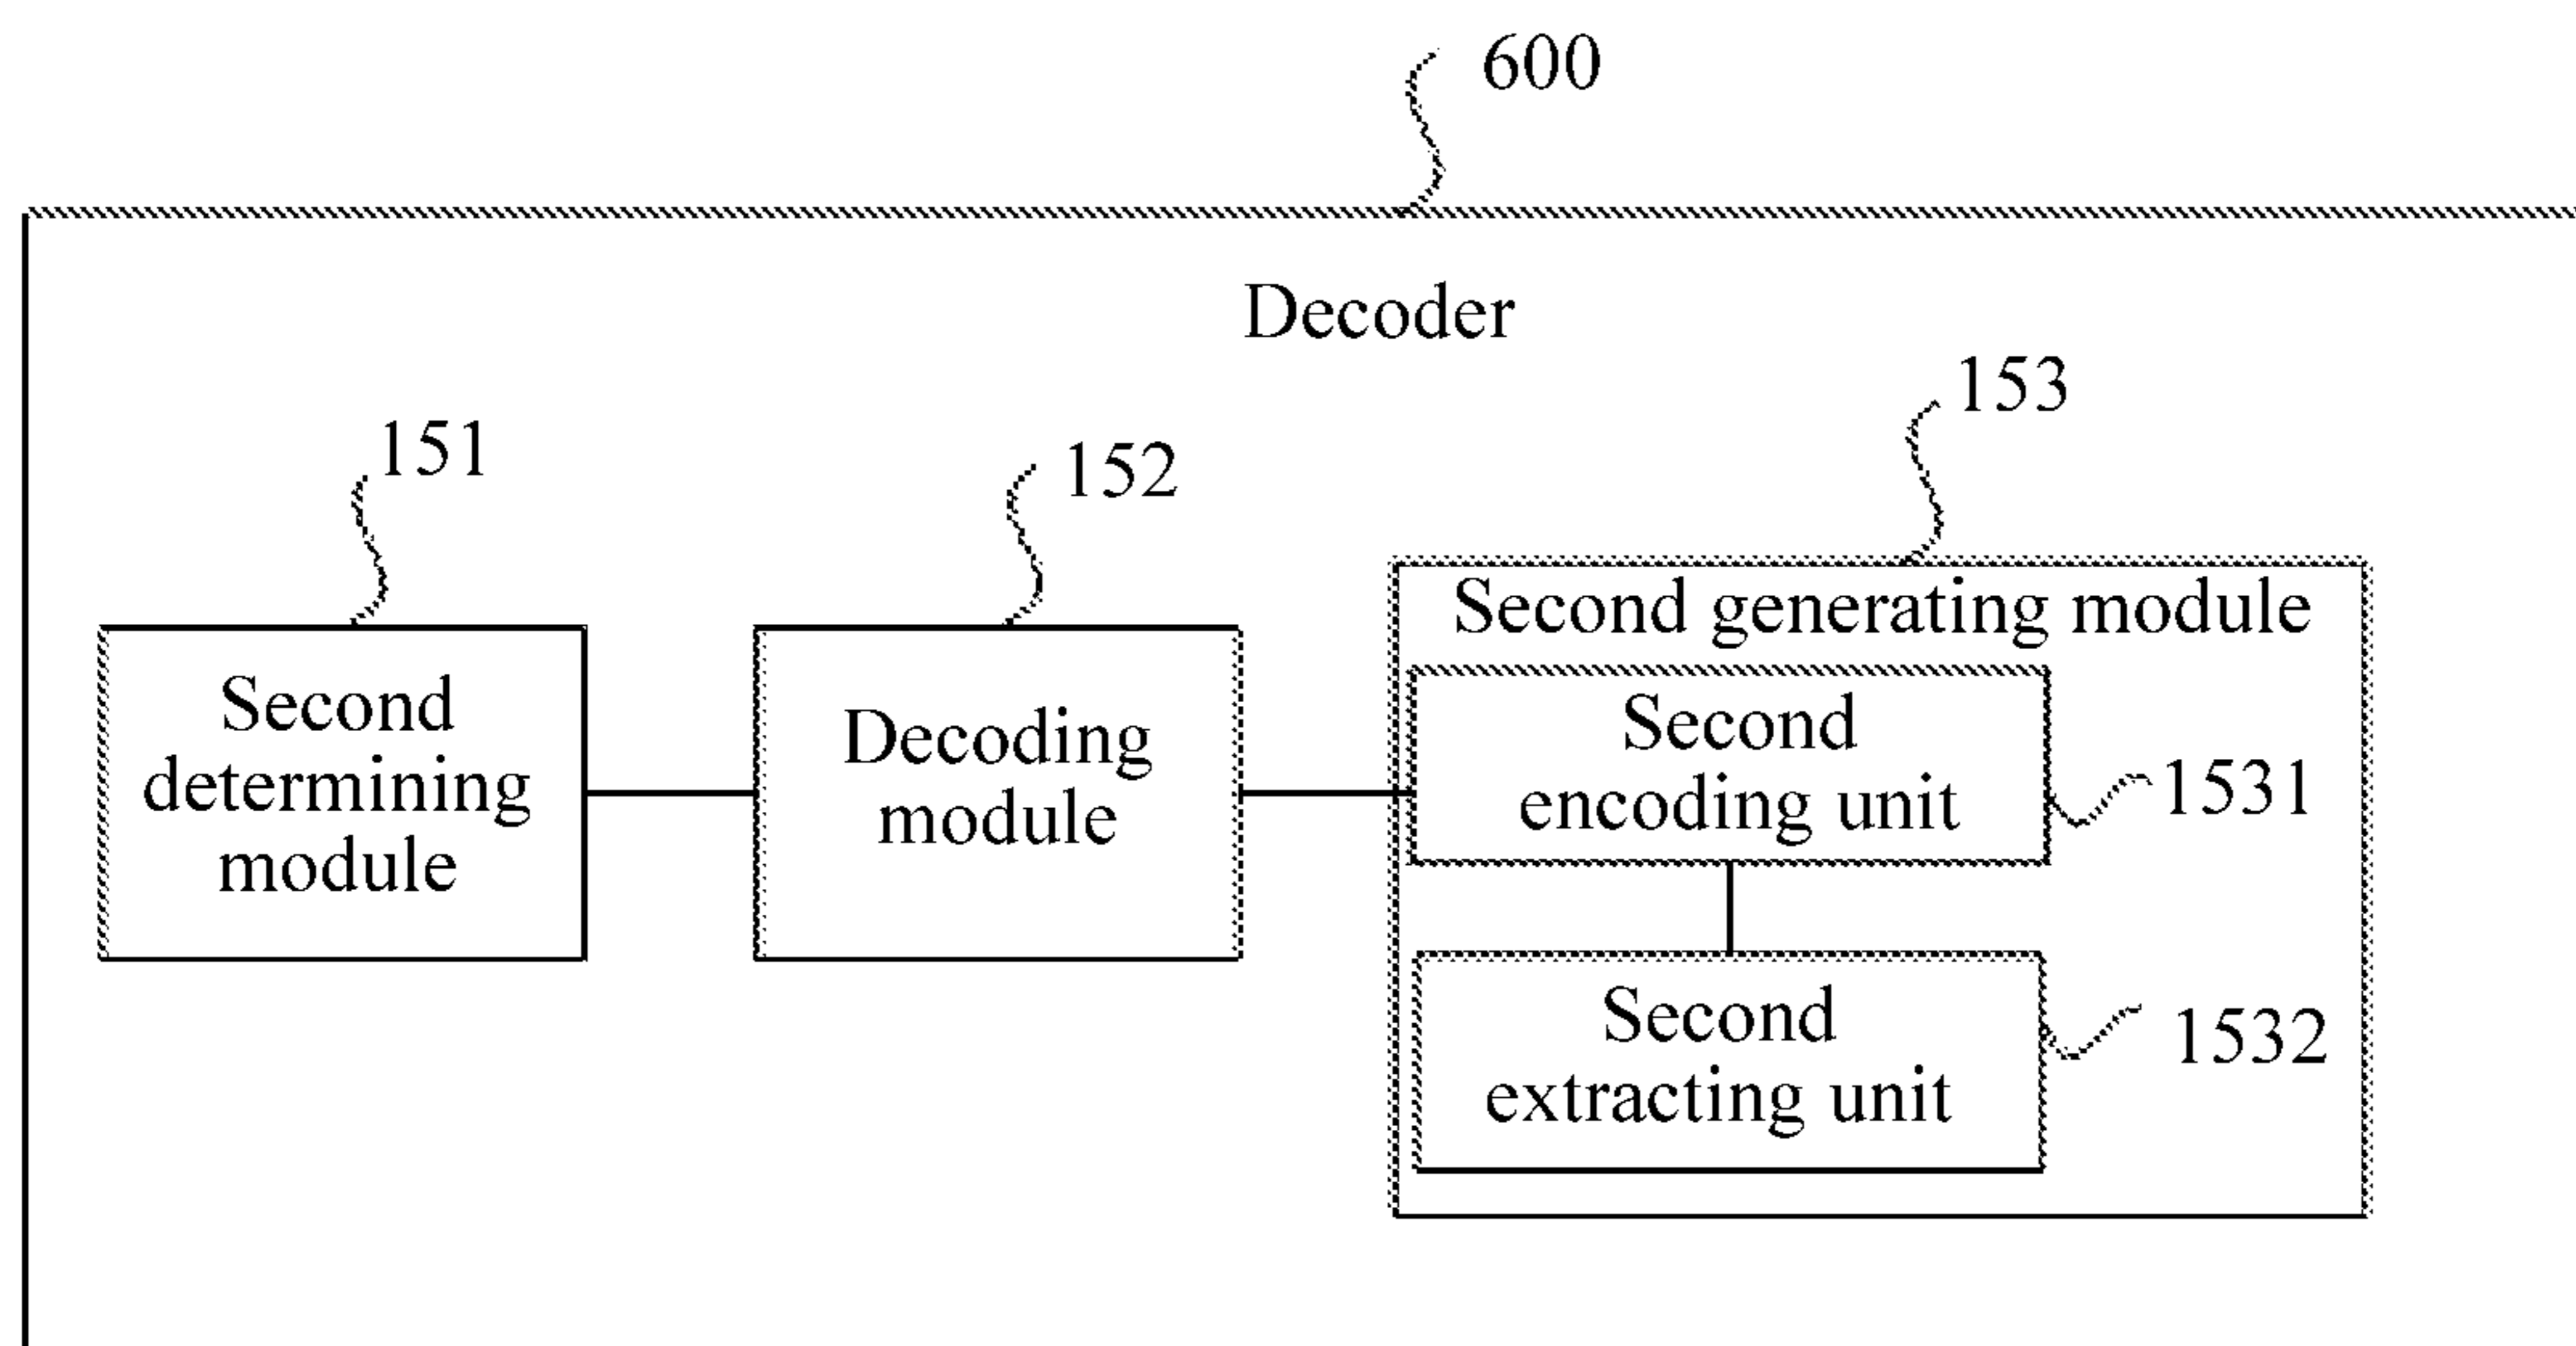 600
Decoder
153
151
152
Second generating module
Second
determining
module
Decoding
module
Second
encoding unit
1531
Second
extracting unit
1532